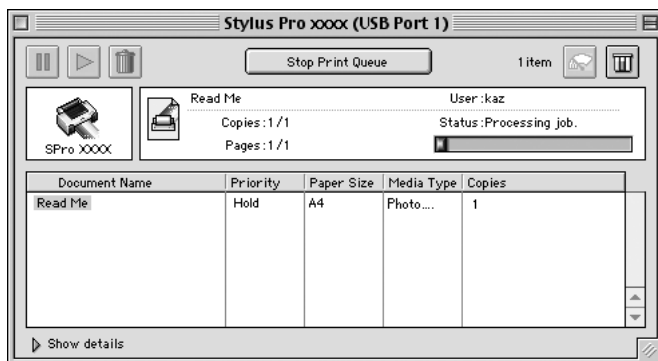 Stylus Pro xxxx (USB Port 1)
Stop Print Queue
1 item
SPro XXXX
Read Me
User :kaz
Copies :1/1
Status :Processing job.
Pages :1/1
Document Name Priority Paper Size Media Type Copies
Read Me Hold A4 Photo.... 1
Show details